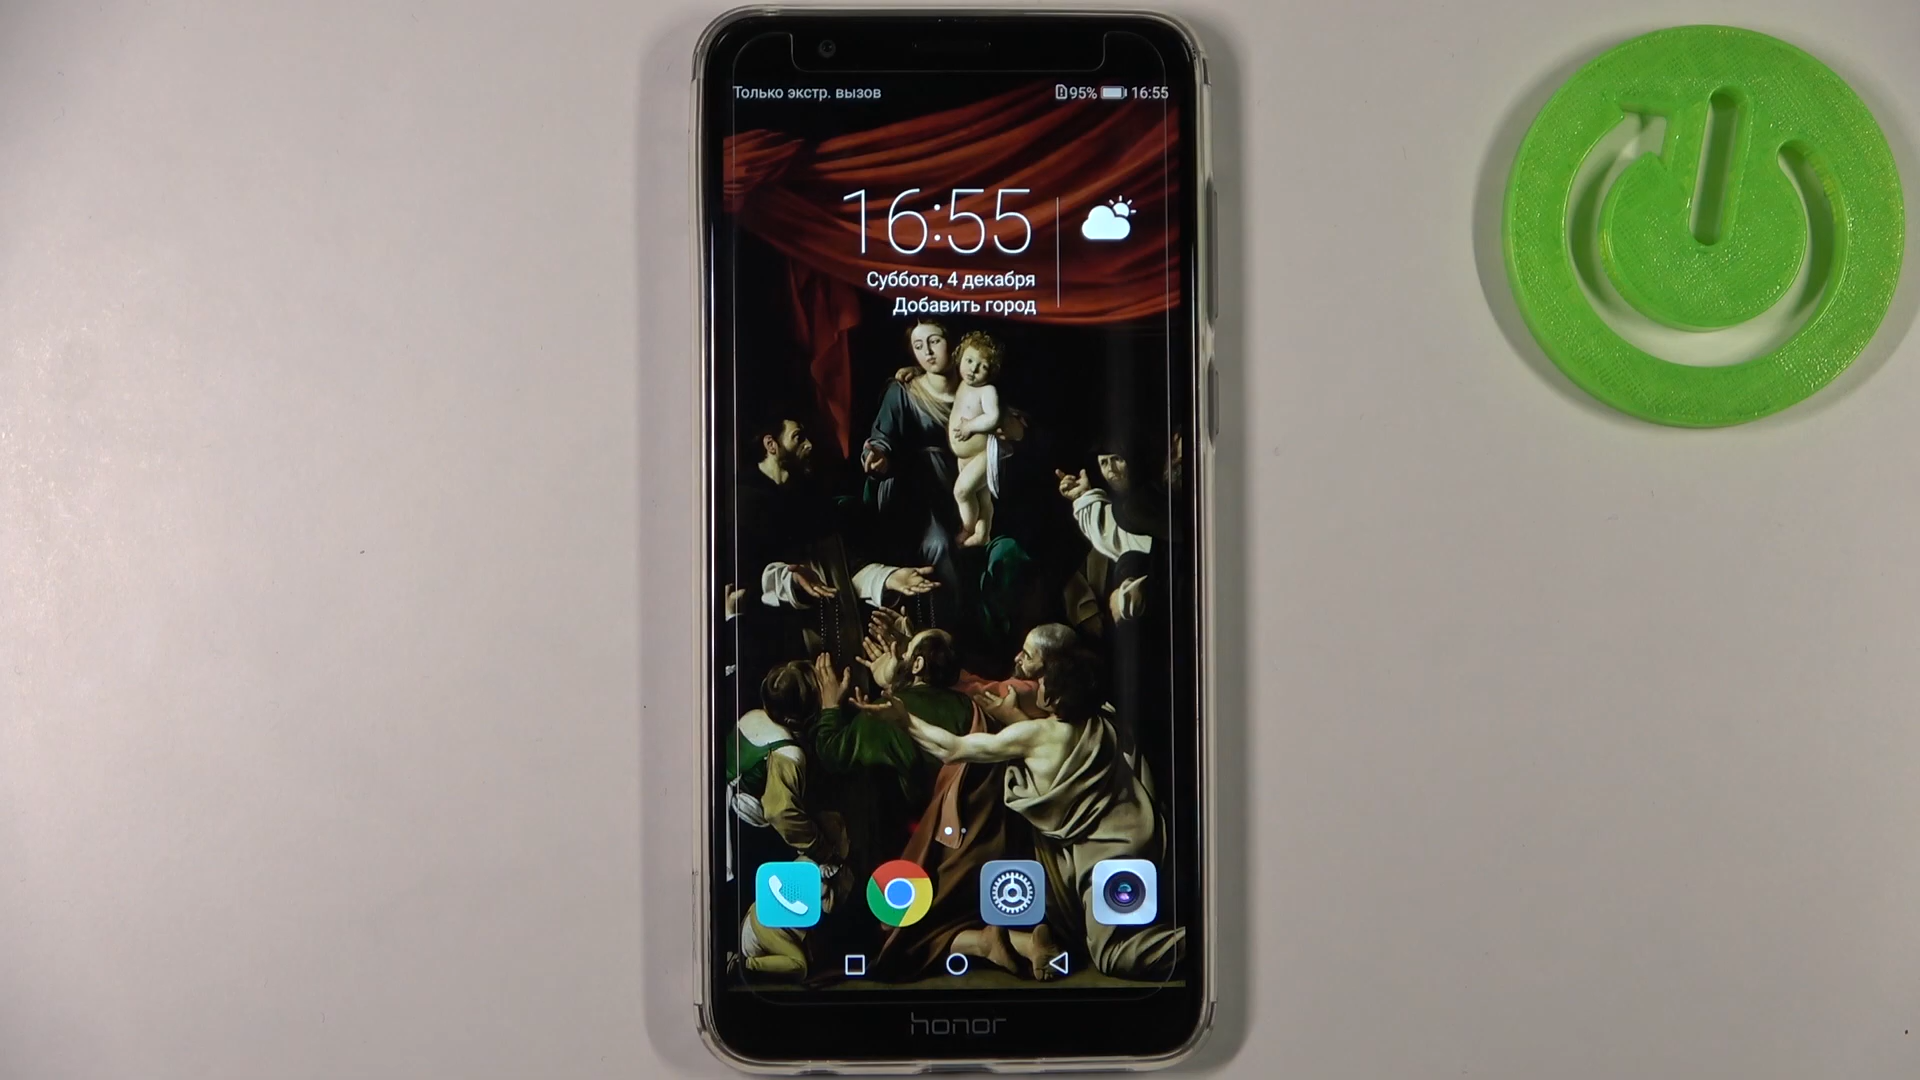 Только экстр. вызов
95% 16:55
16:55
Суббота, 4 декабря
Добавить город
honor